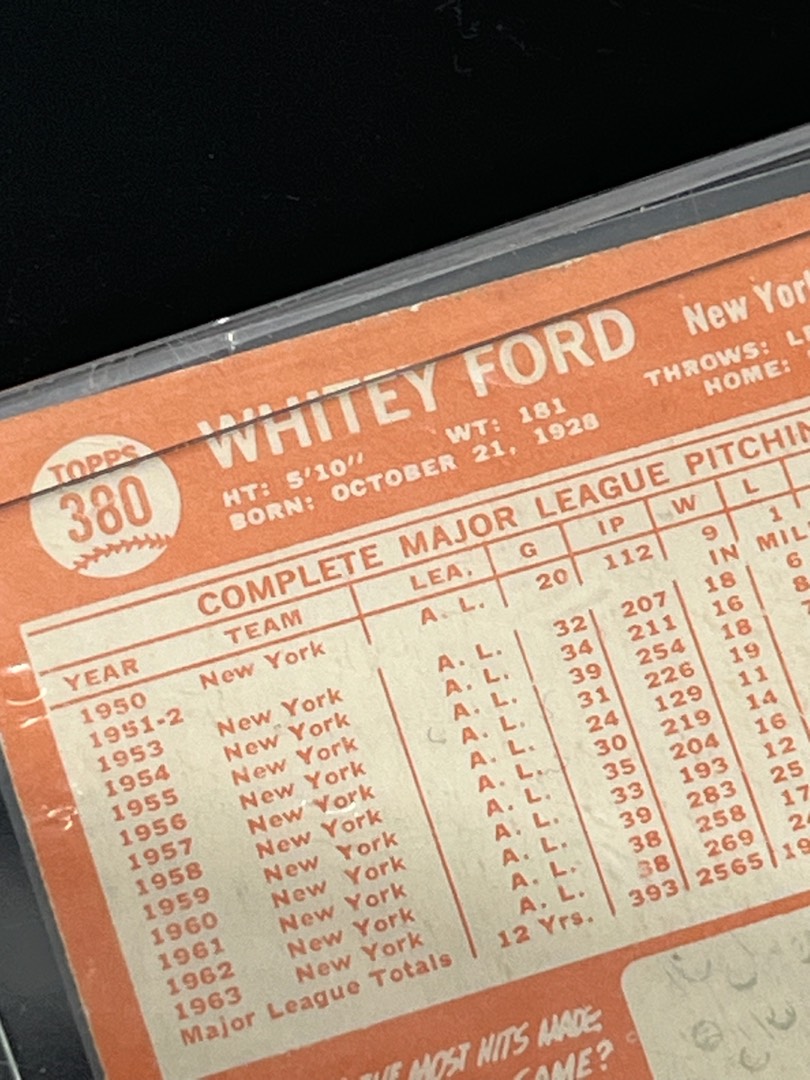 TOPPS
380
WHITEY FORD New Yor
HT: 5'10" WT: 181 THROWS: L
BORN: OCTOBER 21, 1928 HOME:
COMPLETE MAJOR LEAGUE PITCHIN
YEAR TEAM LEA. G IP W L
1950 New York A. L. 20 112 9 1
1951-2 IN MIL
1953 New York A. L. 32 207 18 6
1954 New York A. L. 34 211 16 8
1955 New York A. L. 39 254 18
1956 New York A. L. 31 226 19
1957 New York A. L. 24 129 11
1958 New York A. L. 30 219 14
1959 New York A. L. 35 204 16
1960 New York A. L. 33 193 12
1961 New York A. L. 39 283 25
1962 New York A. L. 38 258 17
1963 New York A. L. 38 269 2
Major League Totals 12 Yrs. 393 2565 19
THE MOST HITS MADE
GAME?